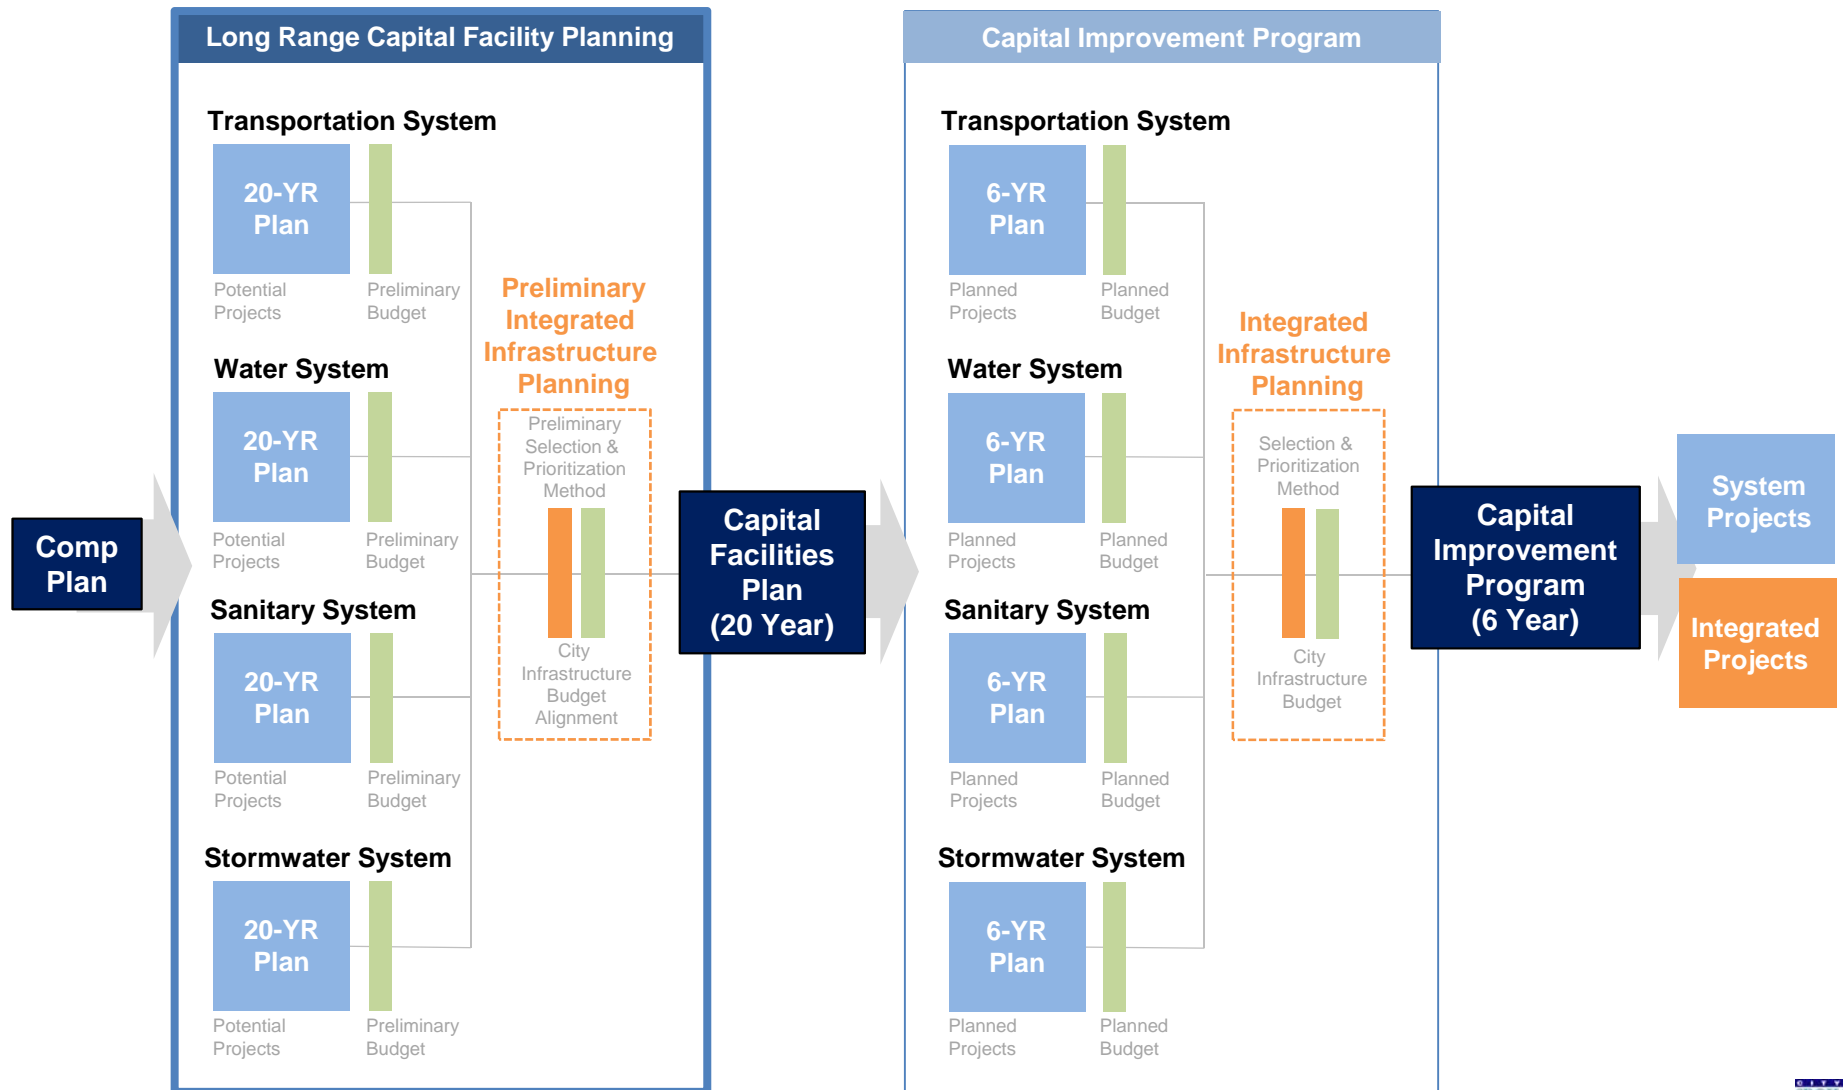 Long Range Capital Facility Planning
Transportation System
20-YR
Plan
Potential
Projects
Preliminary
Budget
Water System
20-YR
Plan
Potential
Projects
Preliminary
Budget
Sanitary System
20-YR
Plan
Potential
Projects
Preliminary
Budget
Stormwater System
20-YR
Plan
Potential
Projects
Preliminary
Budget
Preliminary
Integrated
Infrastructure
Planning
Preliminary
Selection &
Prioritization
Method
City
Infrastructure
Budget
Alignment
Comp
Plan
Capital
Facilities
Plan
(20 Year)
Capital Improvement Program
Transportation System
6-YR
Plan
Planned
Projects
Planned
Budget
Water System
6-YR
Plan
Planned
Projects
Planned
Budget
Sanitary System
6-YR
Plan
Planned
Projects
Planned
Budget
Stormwater System
6-YR
Plan
Planned
Projects
Planned
Budget
Integrated
Infrastructure
Planning
Selection &
Prioritization
Method
City
Infrastructure
Budget
Capital
Improvement
Program
(6 Year)
System
Projects
Integrated
Projects